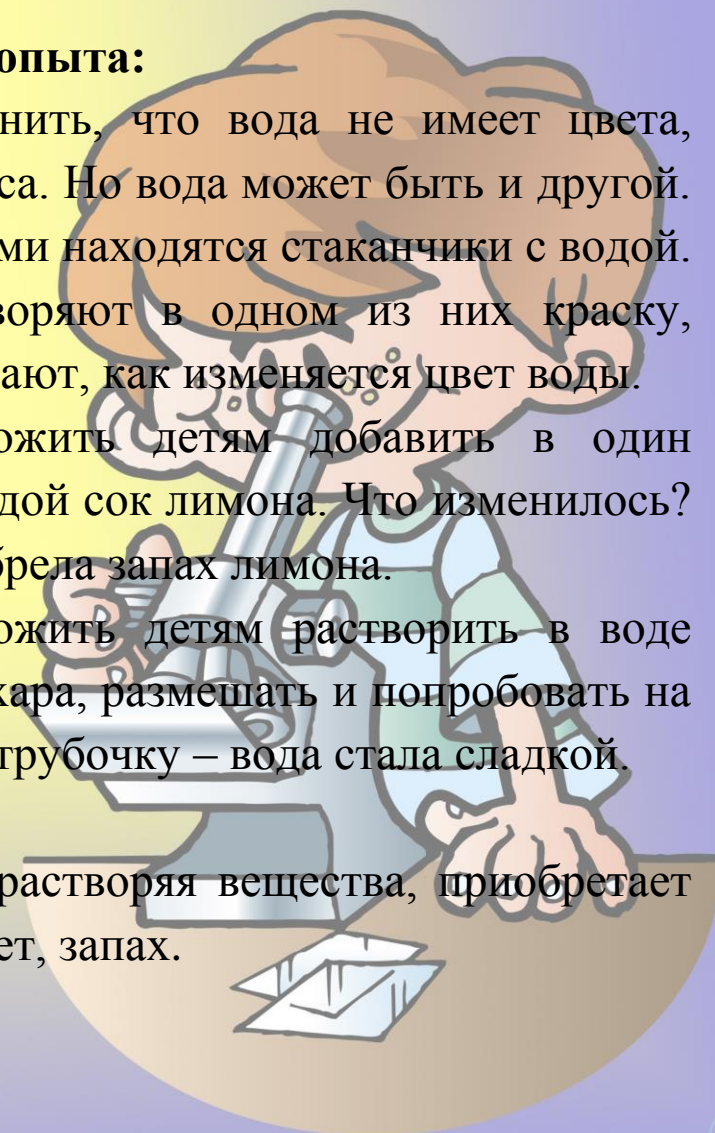 опыта:
нить, что вода не имеет цвета,
са. Но вода может быть и другой.
ми находятся стаканчики с водой.
воряют в одном из них краску,
ают, как изменяется цвет воды.
ожить детям добавить в один
дой сок лимона. Что изменилось?
брела запах лимона.
ожить детям растворить в воде
хара, размешать и попробовать на
трубочку – вода стала сладкой.
растворяя вещества, приобретает
ет, запах.